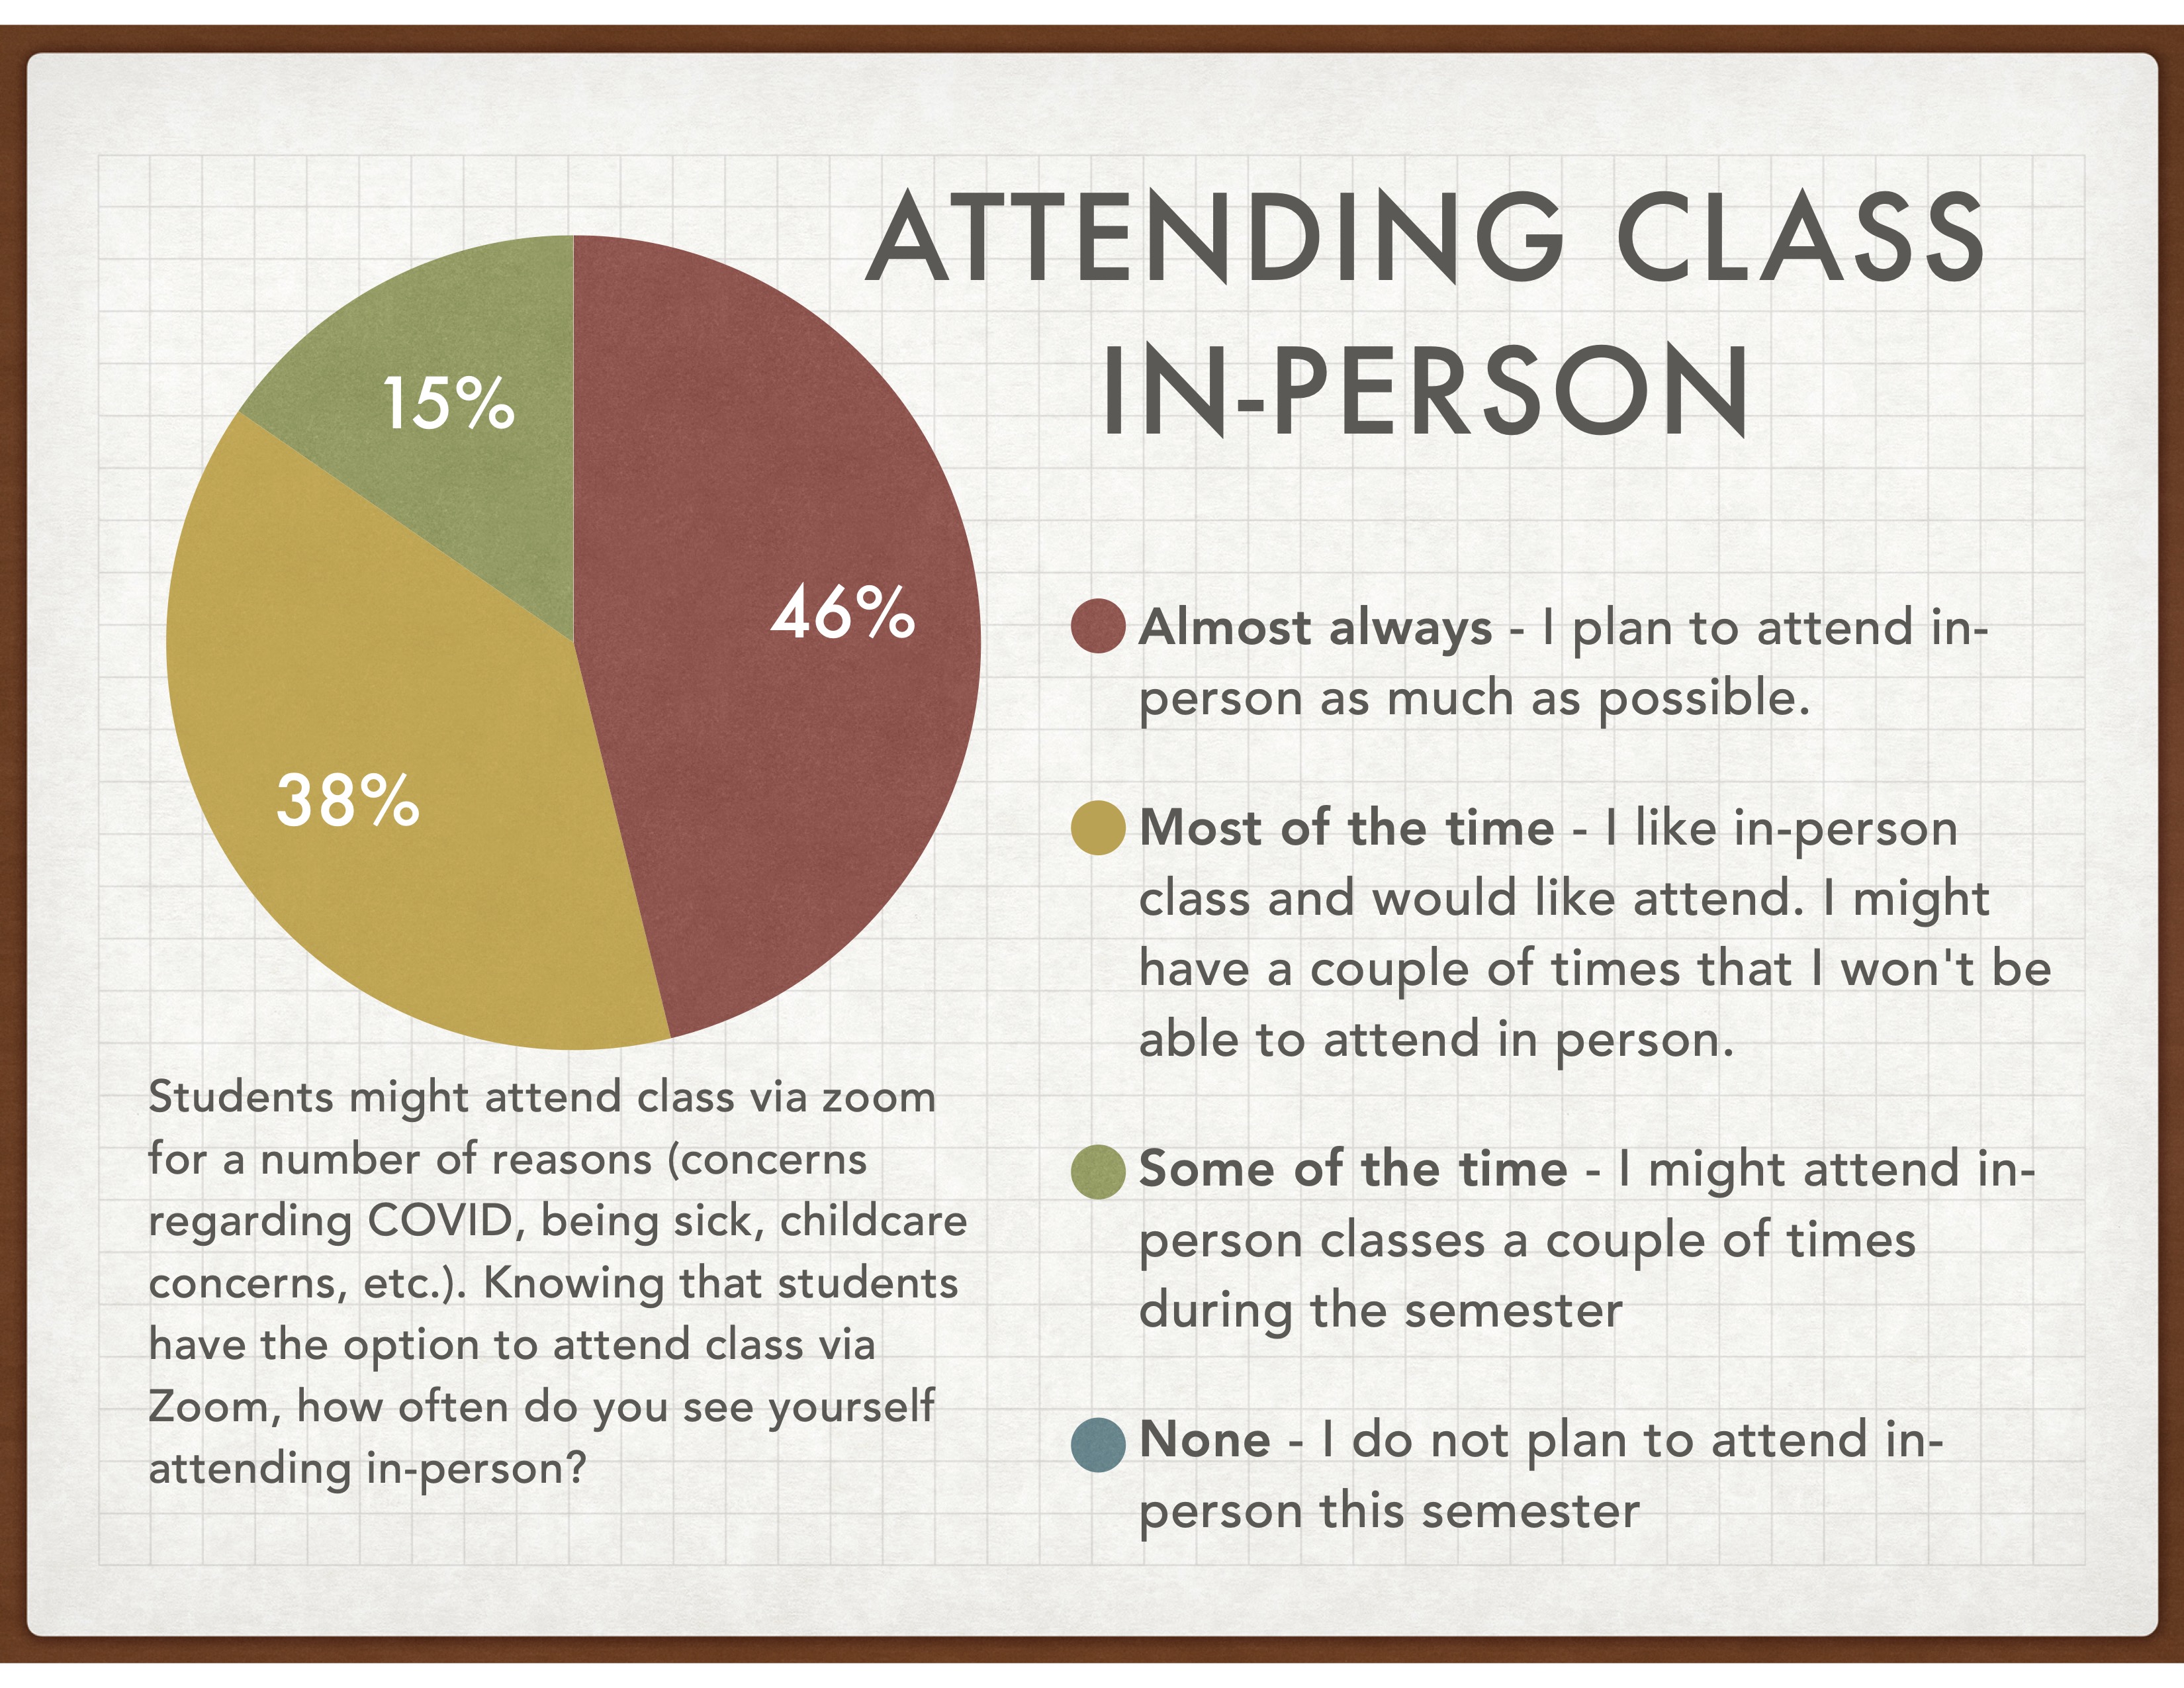 ATTENDING CLASS
IN-PERSON
15%
46%
38%
Almost always - I plan to attend in-
person as much as possible.
Most of the time - I like in-person
class and would like attend. I might
have a couple of times that I won't be
able to attend in person.
Some of the time - I might attend in-
person classes a couple of times
during the semester
None - I do not plan to attend in-
person this semester
Students might attend class via zoom
for a number of reasons (concerns
regarding COVID, being sick, childcare
concerns, etc.). Knowing that students
have the option to attend class via
Zoom, how often do you see yourself
attending in-person?